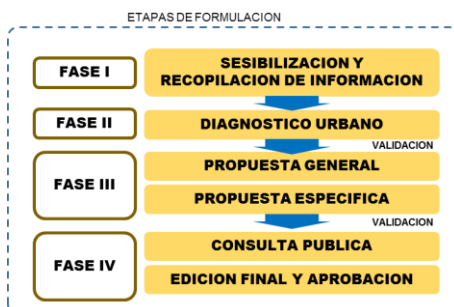 ETAPAS DE FORMULACION
FASE I
SESIBILIZACION Y
RECOPILACION DE INFORMACION
FASE II
DIAGNOSTICO URBANO
VALIDACION
FASE III
PROPUESTA GENERAL
PROPUESTA ESPECIFICA
VALIDACION
FASE IV
CONSULTA PUBLICA
EDICION FINAL Y APROBACION